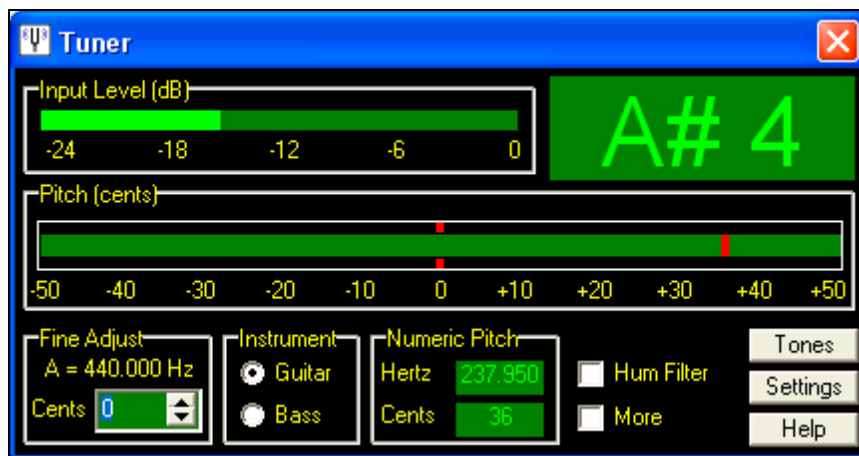 Tuner
Input Level (dB)
-24 -18 -12 -6 0
A# 4
Pitch (cents)
-50 -40 -30 -20 -10 0 +10 +20 +30 +40 +50
Fine Adjust
A = 440.000 Hz
Cents 0
Instrument
Guitar
Bass
Numeric Pitch
Hertz 237.950
Cents 36
Hum Filter
More
Tones
Settings
Help